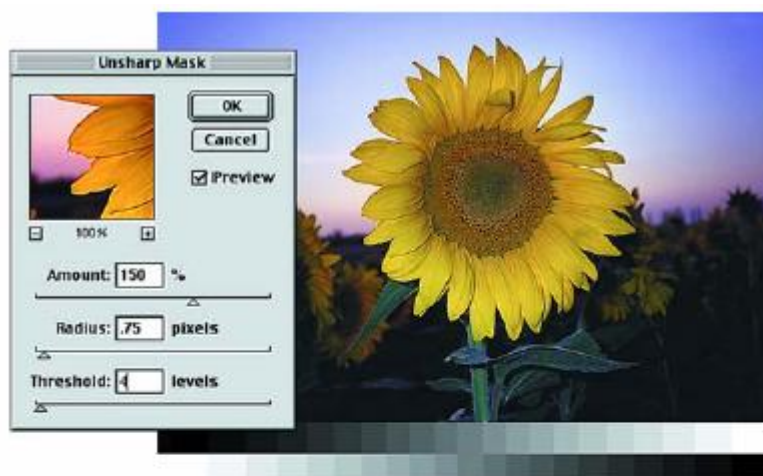 Unsharp Mask
OK
Cancel
Preview
100%
Amount: 150 %
Radius: .75 pixels
Threshold: 4 levels